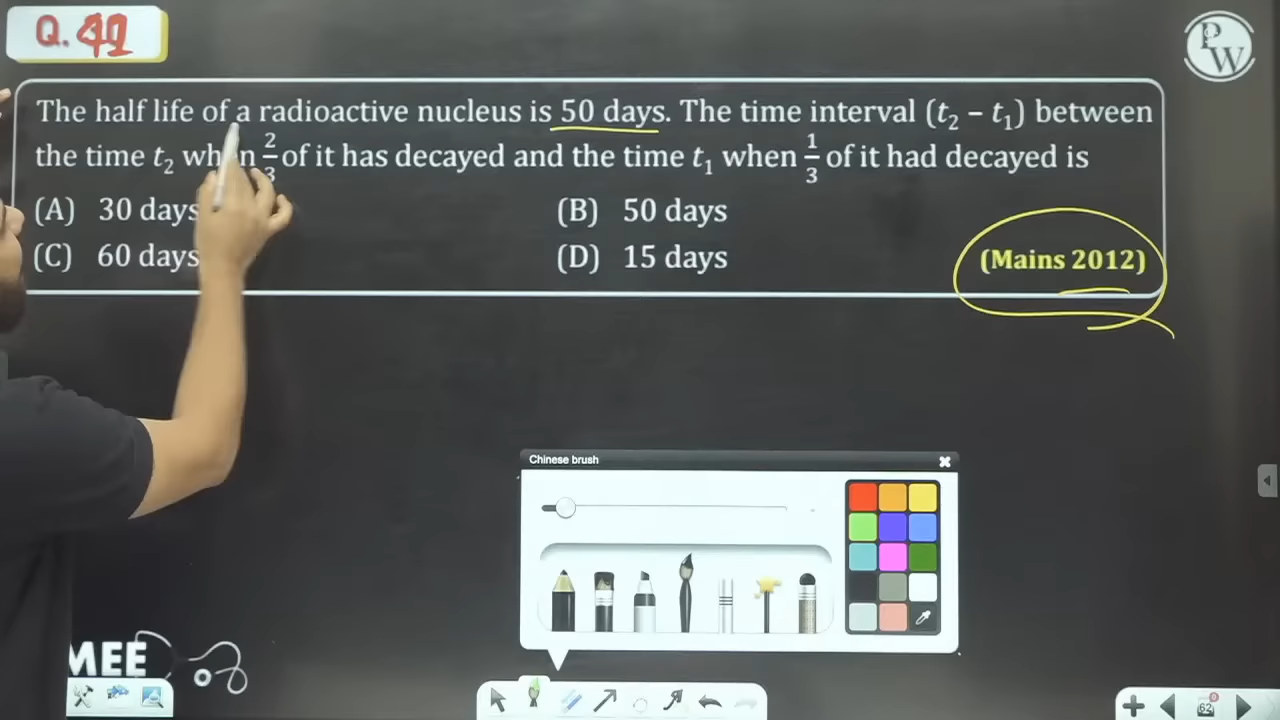 Q. 41
P
W
The half life of a radioactive nucleus is 50 days. The time interval (t₂ – t₁) between
the time t₂ when 2/3 of it has decayed and the time t₁ when 1/3 of it had decayed is
(A) 30 days
(B) 50 days
(C) 60 days
(D) 15 days
(Mains 2012)
Chinese brush
MEE
62